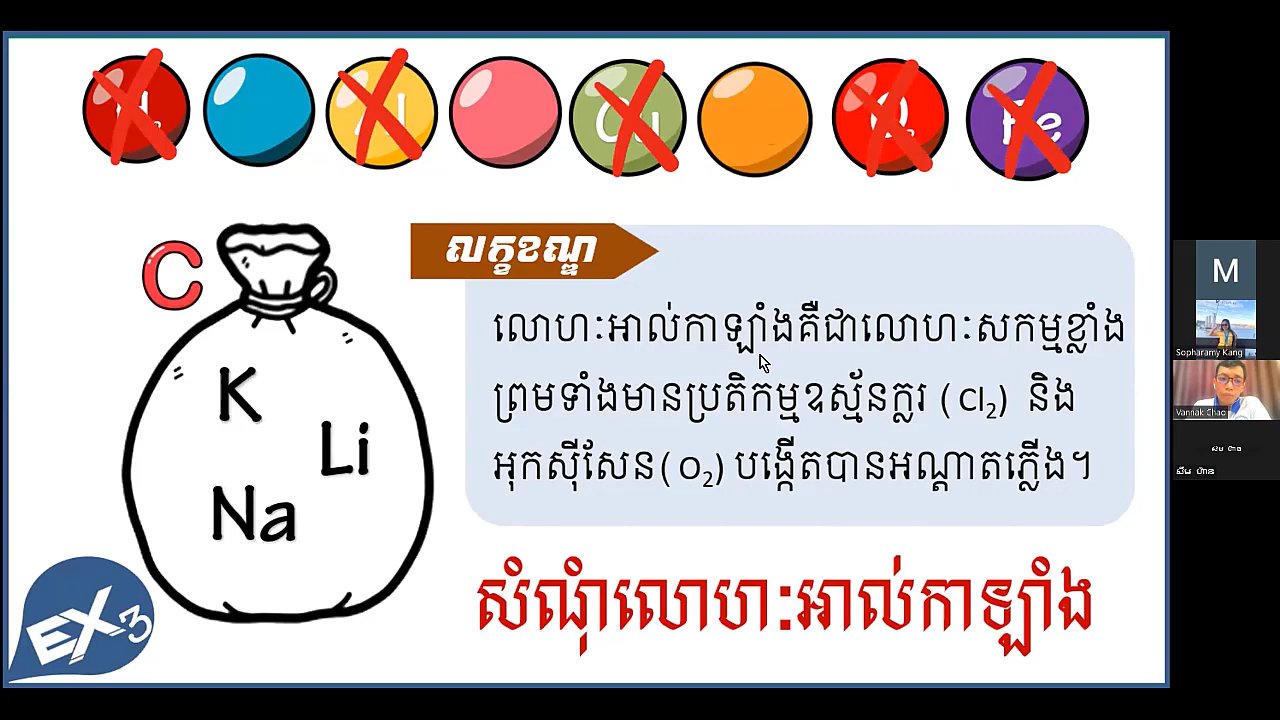 Cu
Fe
លក្ខខណ្ឌ
C
លោហៈអាល់កាឡាំងគឺជាលោហៈសកម្មខ្លាំង
ព្រមទាំងមានប្រតិកម្មឧស្ម័នក្លរ (Cl₂) និង
អុកស៊ីសែន(O₂) បង្កើតបានអណ្តាតភ្លើង។
K
Li
Na
សំណុំលោហៈអាល់កាឡាំង
EX3
M
Sopharamy Kang
Vannak Chao